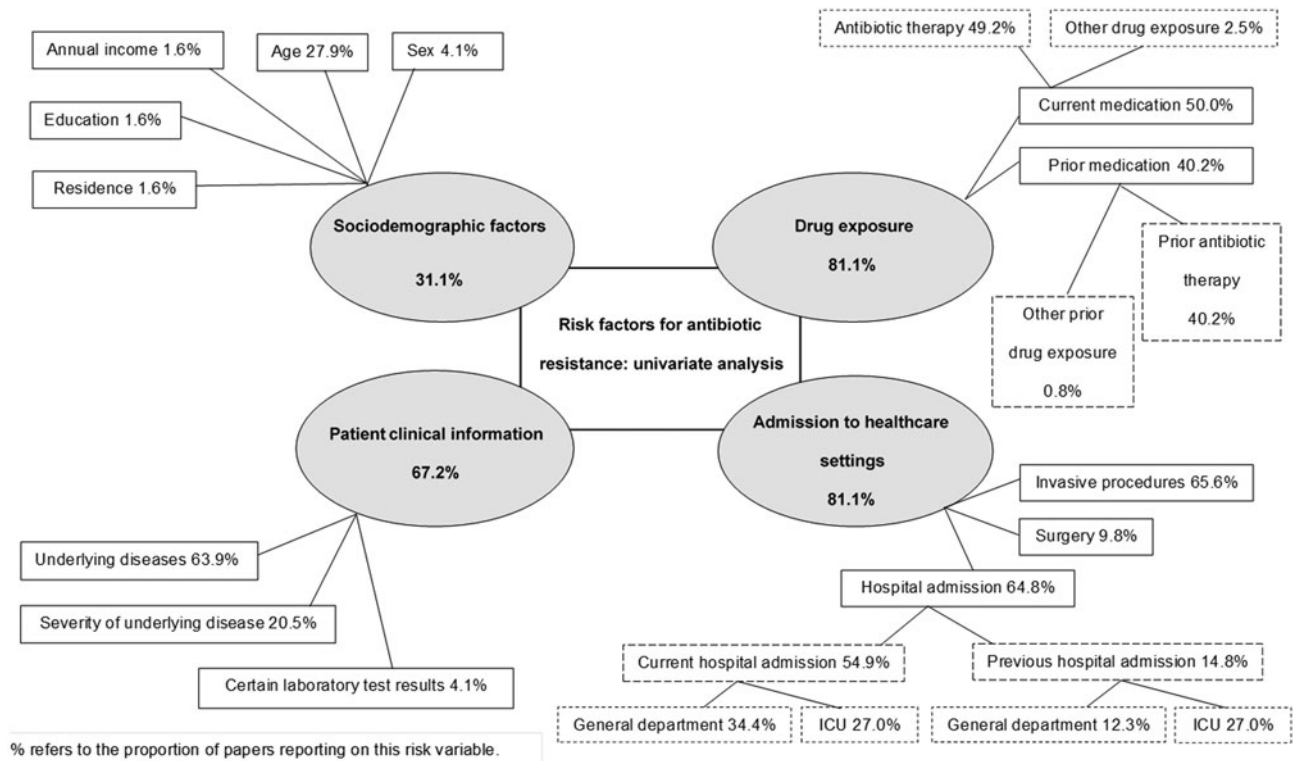 Antibiotic therapy 49.2%
Other drug exposure 2.5%
Annual income 1.6%
Age 27.9%
Sex 4.1%
Current medication 50.0%
Education 1.6%
Prior medication 40.2%
Residence 1.6%
Sociodemographic factors
31.1%
Drug exposure
81.1%
Prior antibiotic
therapy
40.2%
Other prior
drug exposure
0.8%
Risk factors for antibiotic
resistance: univariate analysis
Patient clinical information
67.2%
Admission to healthcare
settings
81.1%
Invasive procedures 65.6%
Surgery 9.8%
Underlying diseases 63.9%
Hospital admission 64.8%
Severity of underlying disease 20.5%
Current hospital admission 54.9%
Previous hospital admission 14.8%
Certain laboratory test results 4.1%
General department 34.4%
ICU 27.0%
General department 12.3%
ICU 27.0%
% refers to the proportion of papers reporting on this risk variable.